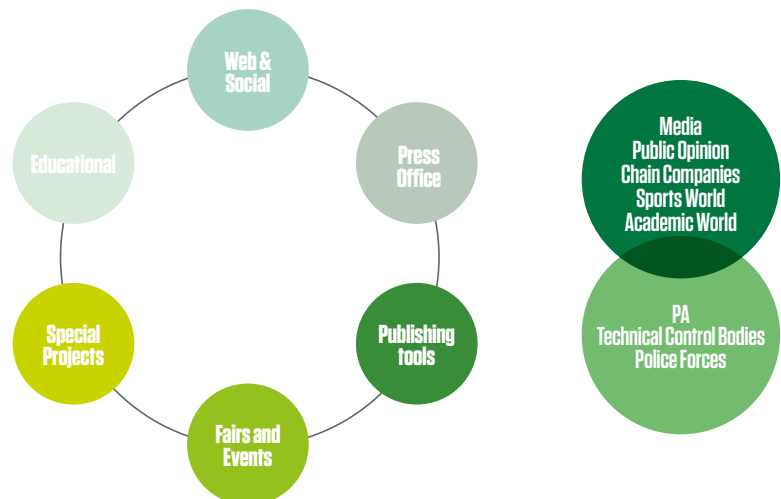 Web &
Social
Educational
Press
Office
Special
Projects
Publishing
tools
Fairs and
Events
Media
Public Opinion
Chain Companies
Sports World
Academic World
PA
Technical Control Bodies
Police Forces